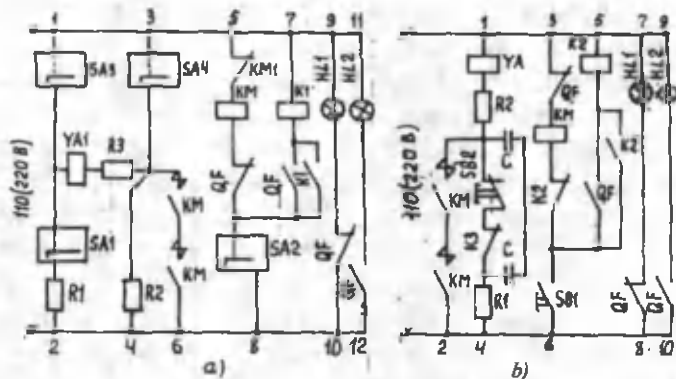 1 3 5 7 9 11
SA3 SA4 KM1 HL1 HL2
KM K1
YA1 R3
110(220 В)
QF QF K1
KM
SA1 SA2 QF
KM
R1 R2
2 4 6 8 10 12
а)
1 3 5 7 9
YA K2 HL1 HL2
QF
R2 KM
SB2 C K2
110(220 В)
KM K2 QF
K3 C
KM R1 SB1 QF QF
2 4 6 8 10
b)